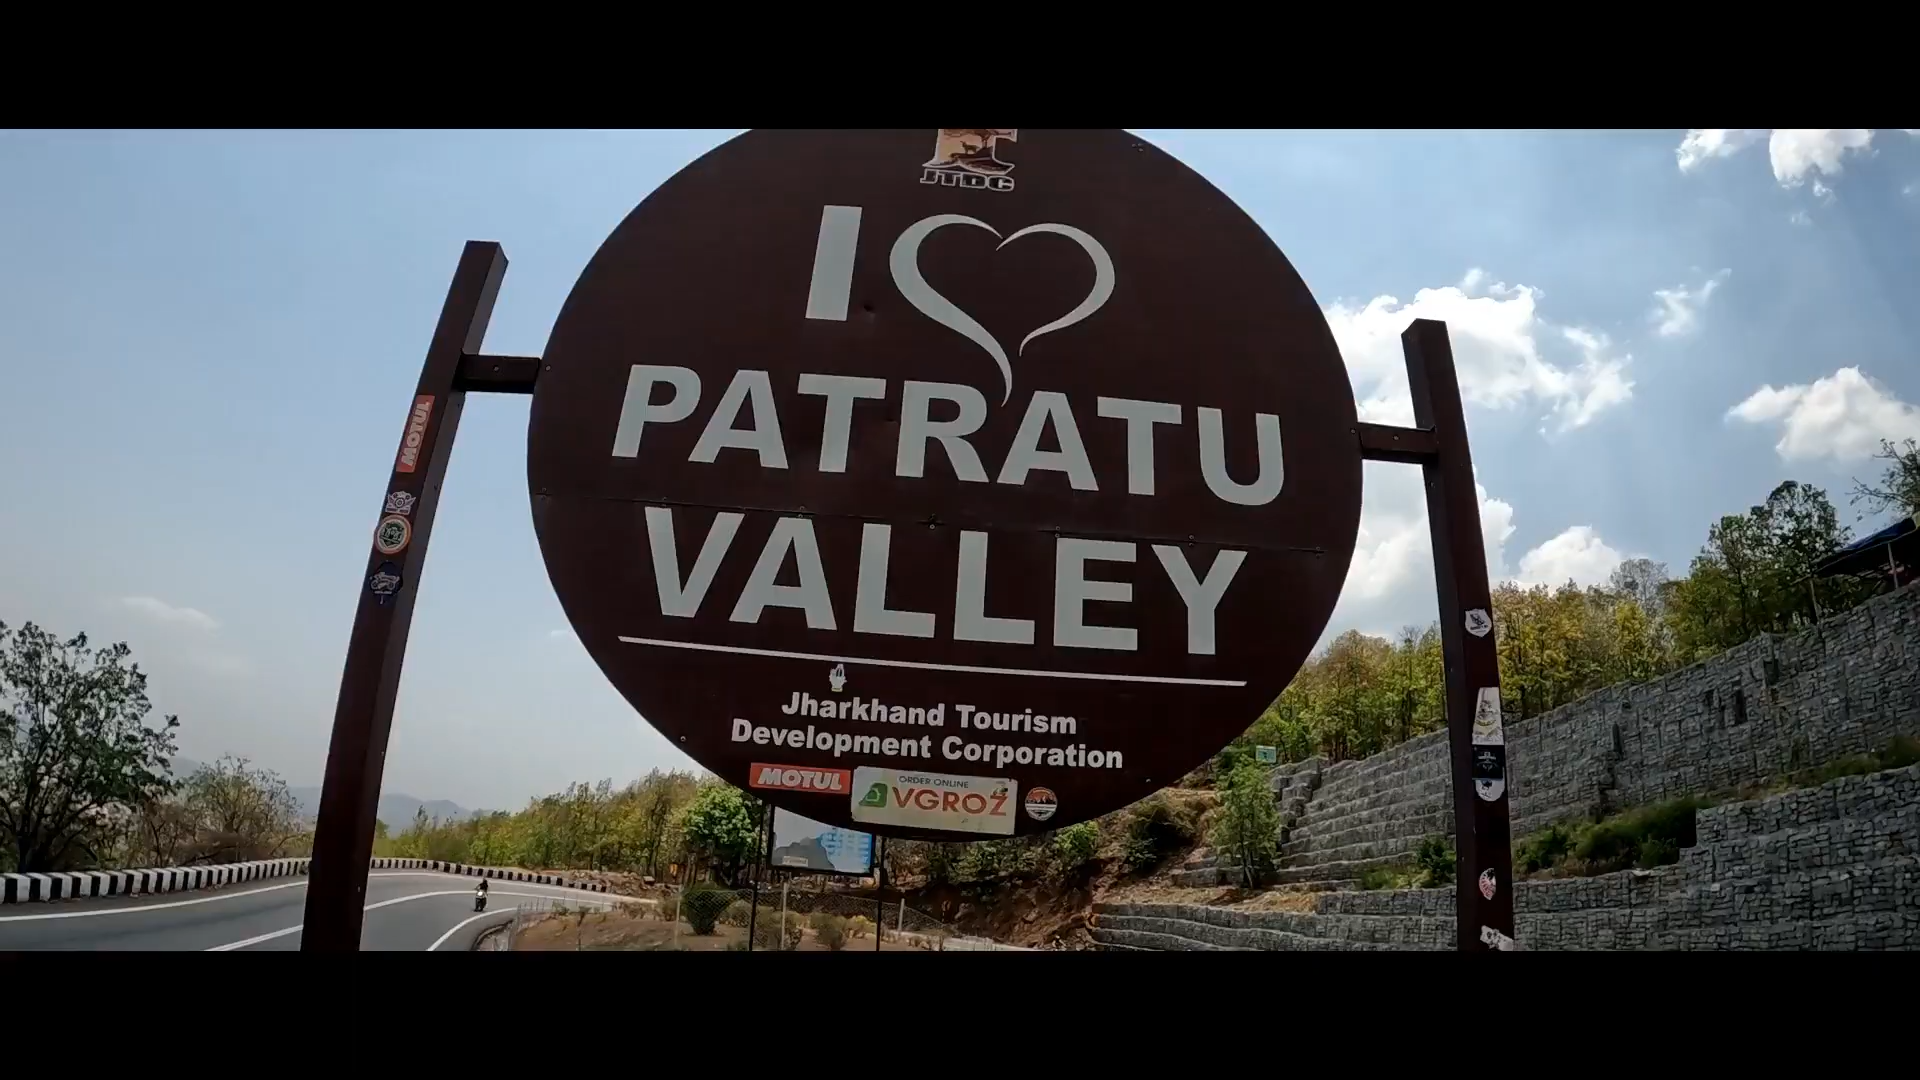 JTDC
I
PATRATU
VALLEY
Jharkhand Tourism
Development Corporation
MOTUL
ORDER ONLINE
VGROZ
MOTUL